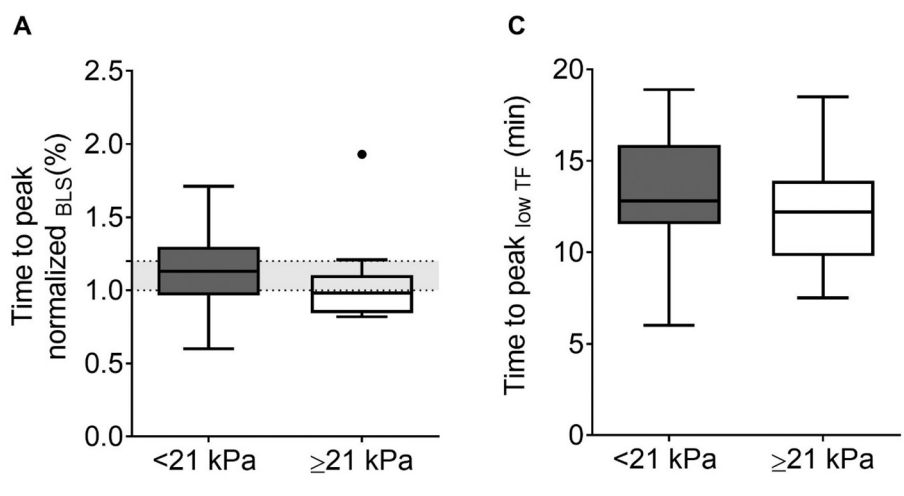 A
Time to peak
normalized BLS(%)
2.5
2.0
1.5
1.0
0.5
0.0
<21 kPa
≥21 kPa
C
Time to peak low TF (min)
20
15
10
5
0
<21 kPa
≥21 kPa